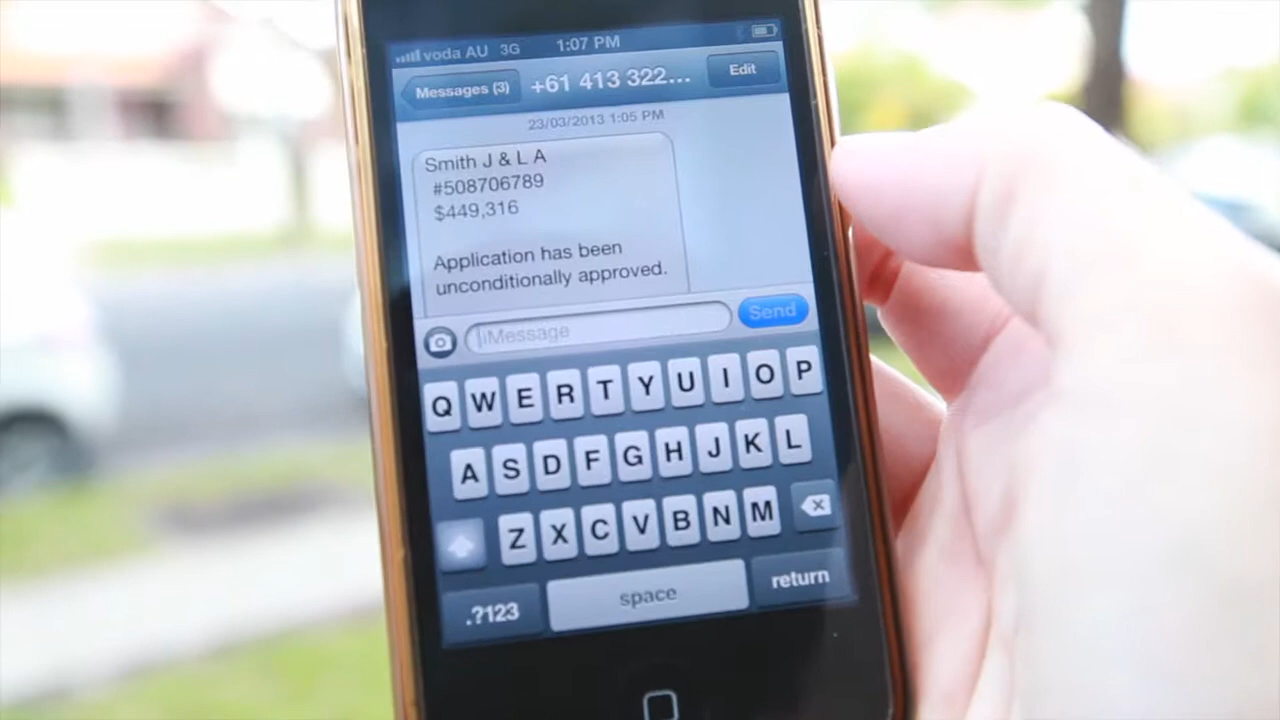 voda AU 3G 1:07 PM
Messages (3) +61 413 322... Edit
23/03/2013 1:05 PM
Smith J & L A
#508706789
$449,316
Application has been
unconditionally approved.
iMessage Send
Q W E R T Y U I O P
A S D F G H J K L
Z X C V B N M
.?123 space return